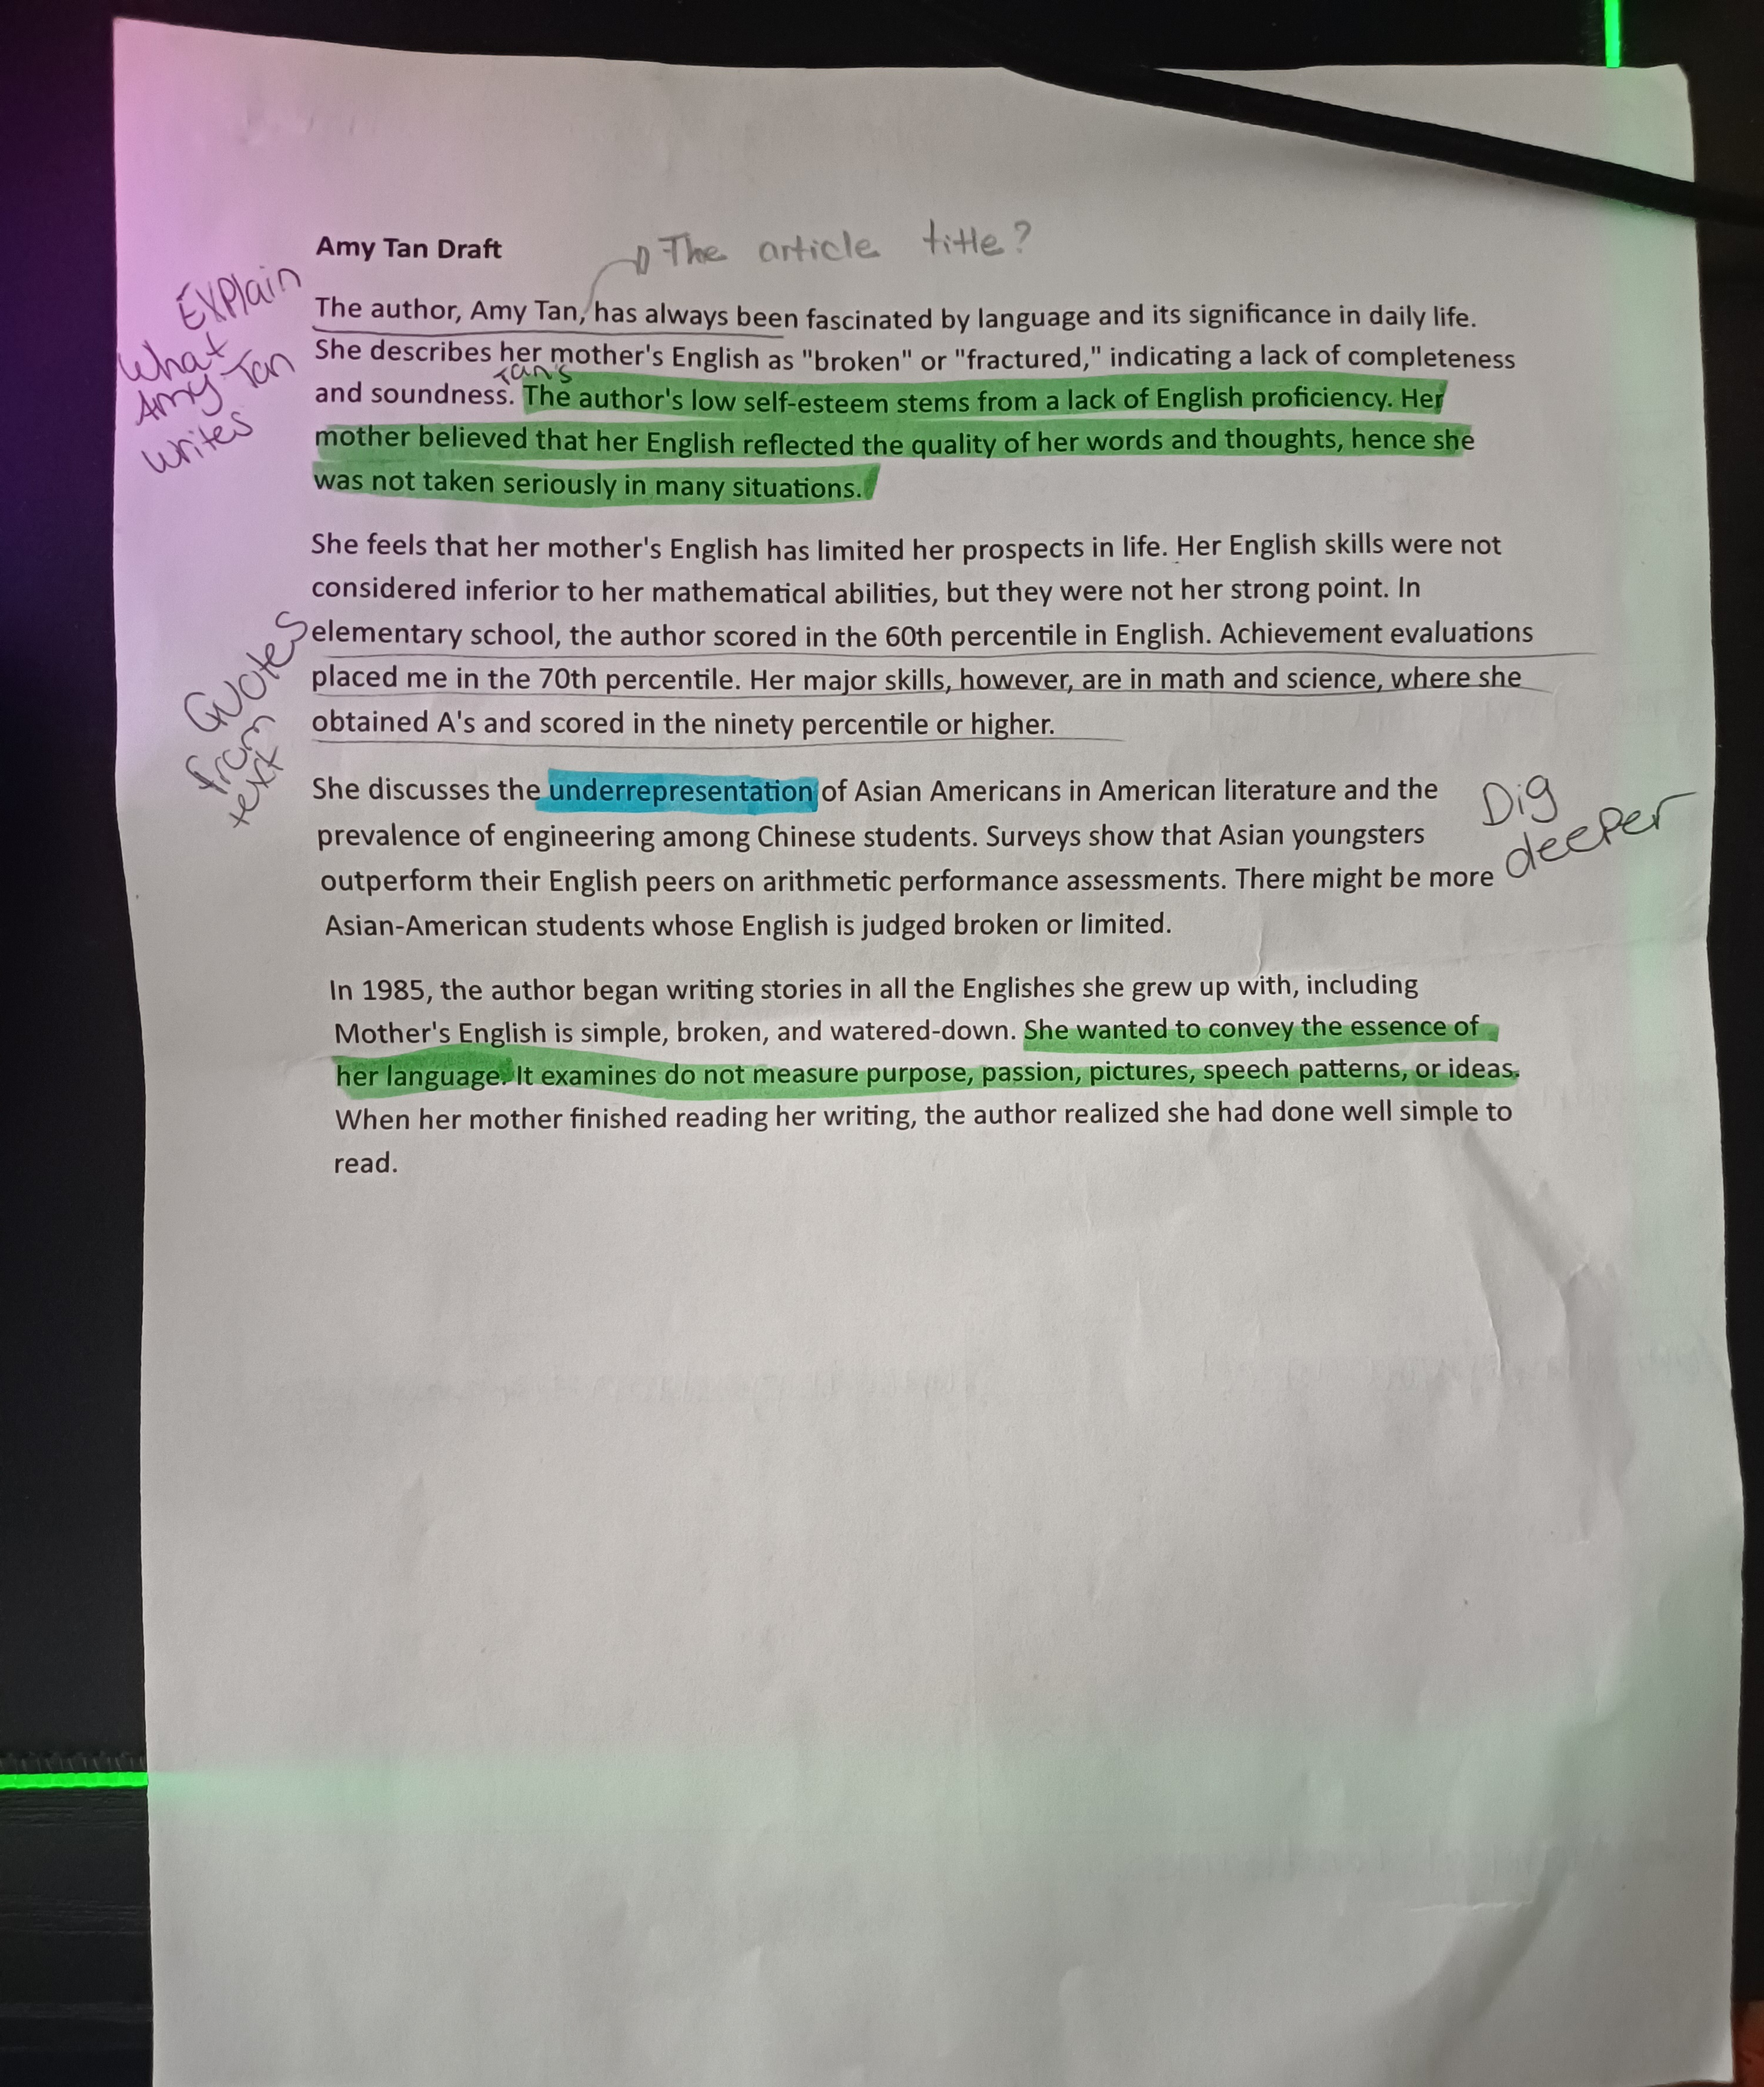 Amy Tan Draft
The article title?
Explain
What
Amy Tan
writes
The author, Amy Tan, has always been fascinated by language and its significance in daily life.
She describes her mother's English as "broken" or "fractured," indicating a lack of completeness
Tan's
and soundness. The author's low self-esteem stems from a lack of English proficiency. Her
mother believed that her English reflected the quality of her words and thoughts, hence she
was not taken seriously in many situations.
She feels that her mother's English has limited her prospects in life. Her English skills were not
considered inferior to her mathematical abilities, but they were not her strong point. In
elementary school, the author scored in the 60th percentile in English. Achievement evaluations
placed me in the 70th percentile. Her major skills, however, are in math and science, where she
obtained A's and scored in the ninety percentile or higher.
Quotes
from
text
She discusses the underrepresentation of Asian Americans in American literature and the
prevalence of engineering among Chinese students. Surveys show that Asian youngsters
outperform their English peers on arithmetic performance assessments. There might be more
Asian-American students whose English is judged broken or limited.
Dig
deeper
In 1985, the author began writing stories in all the Englishes she grew up with, including
Mother's English is simple, broken, and watered-down. She wanted to convey the essence of
her language. It examines do not measure purpose, passion, pictures, speech patterns, or ideas.
When her mother finished reading her writing, the author realized she had done well simple to
read.